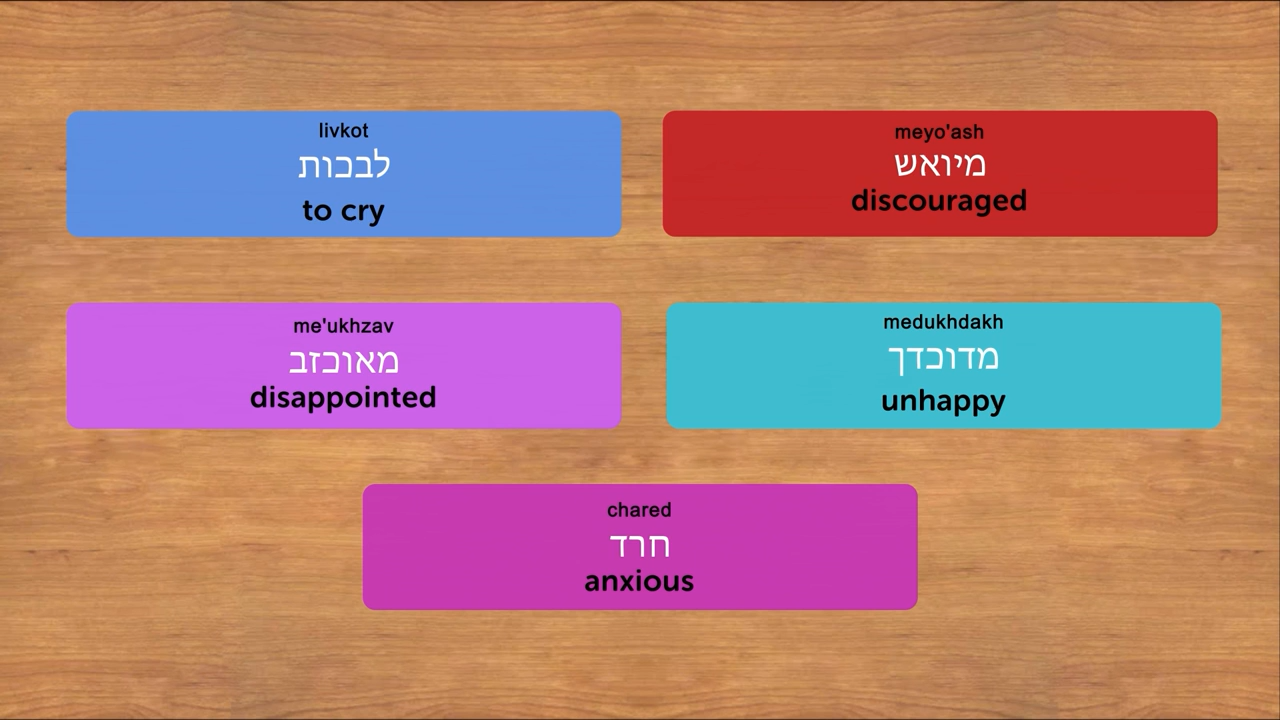 livkot
לבכות
to cry
meyo'ash
מיואש
discouraged
me'ukhzav
מאוכזב
disappointed
medukhdakh
מדוכדך
unhappy
chared
חרד
anxious